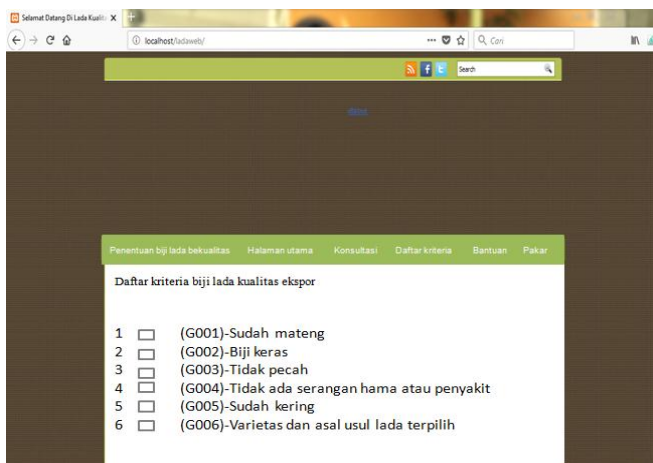 Selamat Datang Di Lada Kualit
localhost/ladaweb/
Cari
Search
Penentuan biji lada bekualitas Halaman utama Konsultasi Daftar kriteria Bantuan Pakar
Daftar kriteria biji lada kualitas ekspor
1 (G001)-Sudah mateng
2 (G002)-Biji keras
3 (G003)-Tidak pecah
4 (G004)-Tidak ada serangan hama atau penyakit
5 (G005)-Sudah kering
6 (G006)-Varietas dan asal usul lada terpilih